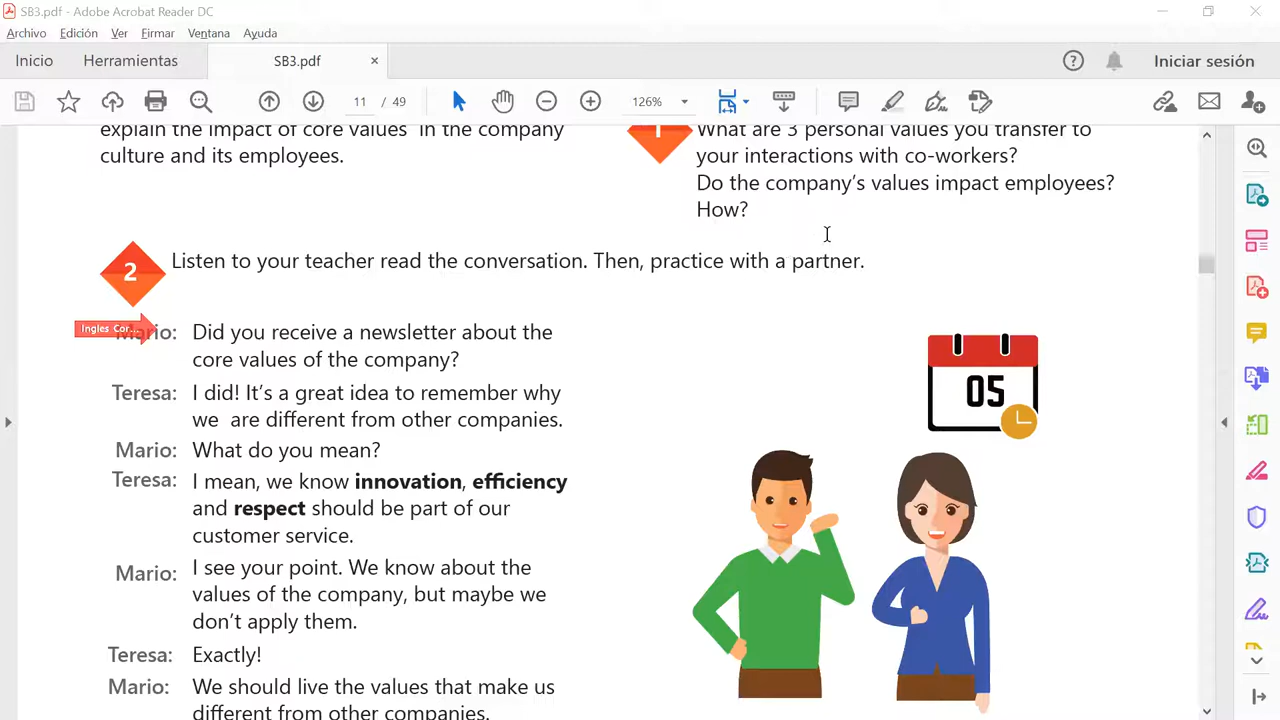 SB3.pdf - Adobe Acrobat Reader DC
Archivo Edición Ver Firmar Ventana Ayuda
Inicio Herramientas SB3.pdf × Iniciar sesión
11 / 49 126%
explain the impact of core values in the company
culture and its employees.
1
What are 3 personal values you transfer to
your interactions with co-workers?
Do the company's values impact employees?
How?
2
Listen to your teacher read the conversation. Then, practice with a partner.
Ingles Cor...
Mario: Did you receive a newsletter about the
core values of the company?
Teresa: I did! It's a great idea to remember why
we are different from other companies.
Mario: What do you mean?
Teresa: I mean, we know innovation, efficiency
and respect should be part of our
customer service.
Mario: I see your point. We know about the
values of the company, but maybe we
don't apply them.
Teresa: Exactly!
Mario: We should live the values that make us
different from other companies.
05